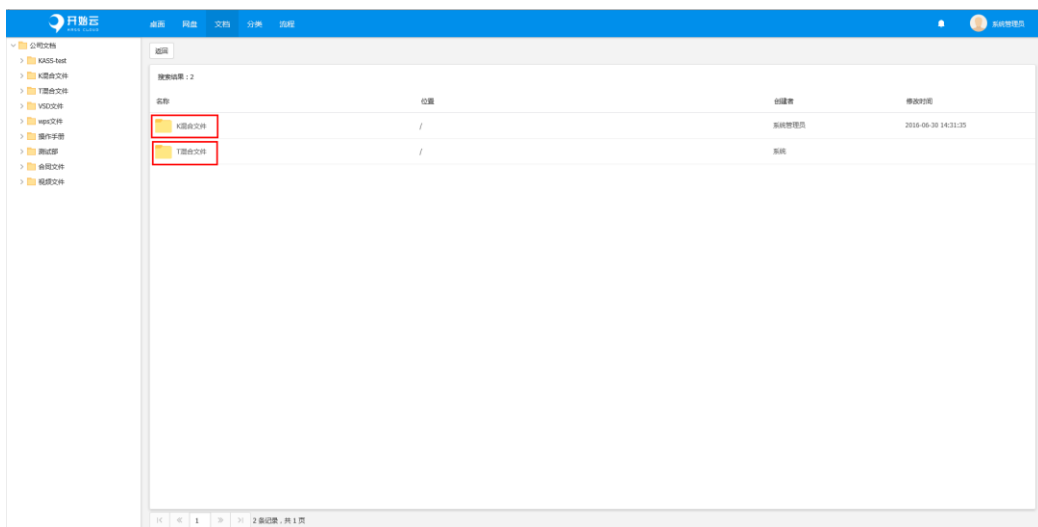 开始云
桌面 网盘 文档 分类 流程
系统管理员
公司文档
KASS-test
K混合文件
T混合文件
VSD文件
wps文件
操作手册
测试部
合同文件
视频文件
返回
搜索结果：2
名称 位置 创建者 修改时间
K混合文件 / 系统管理员 2016-06-30 14:31:35
T混合文件 / 系统
1 2 条记录，共 1 页